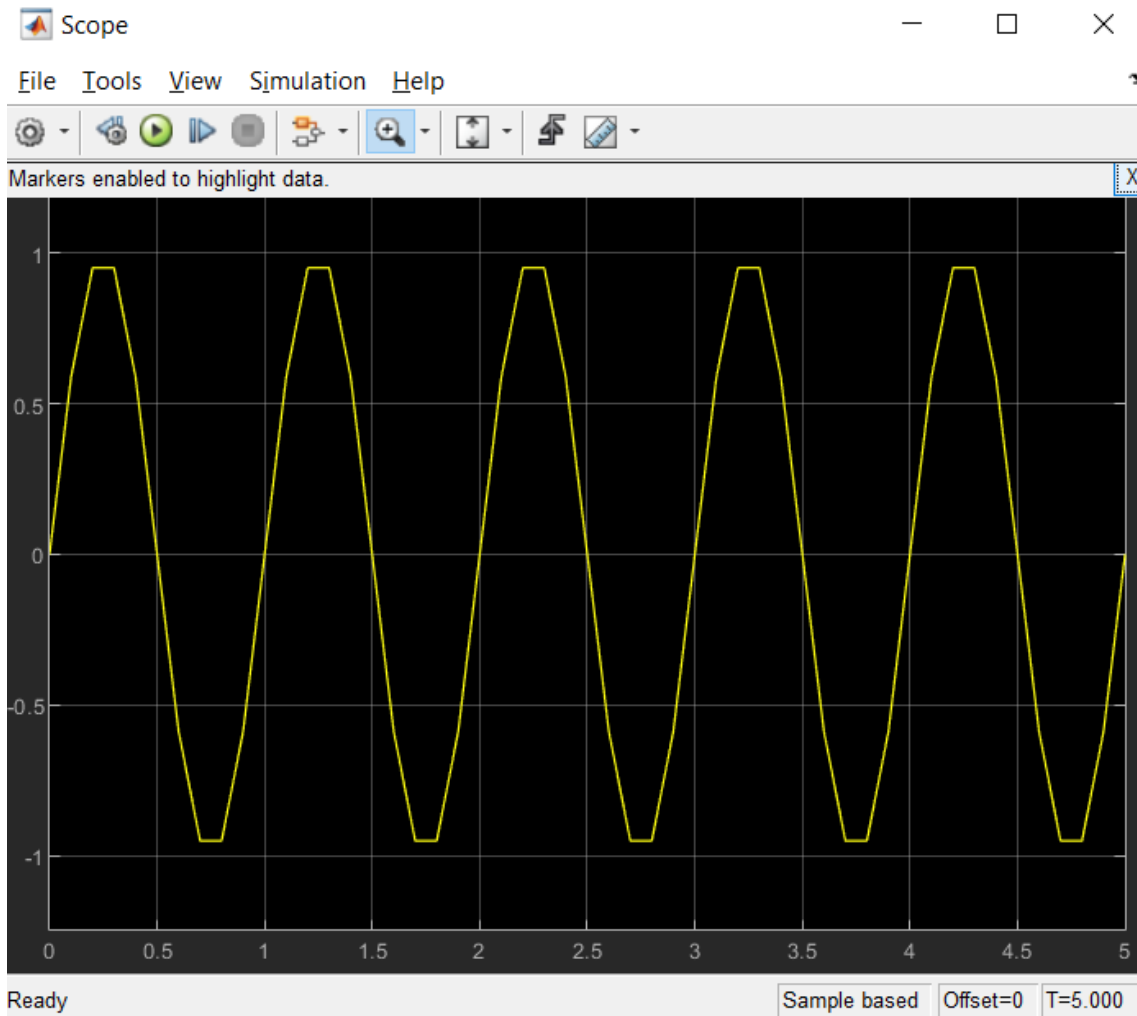 Scope
File Tools View Simulation Help
Markers enabled to highlight data.
X
1
0.5
0
-0.5
-1
0 0.5 1 1.5 2 2.5 3 3.5 4 4.5 5
Ready Sample based Offset=0 T=5.000